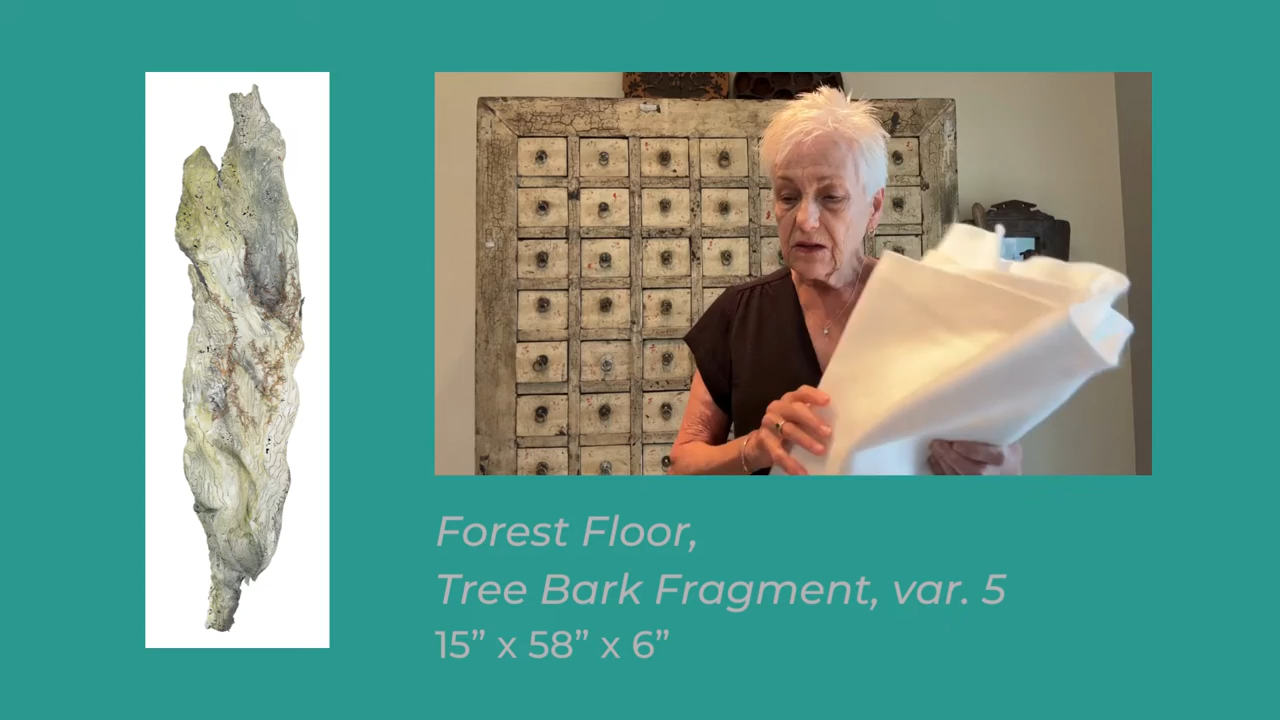 Forest Floor,
Tree Bark Fragment, var. 5
15” x 58” x 6”